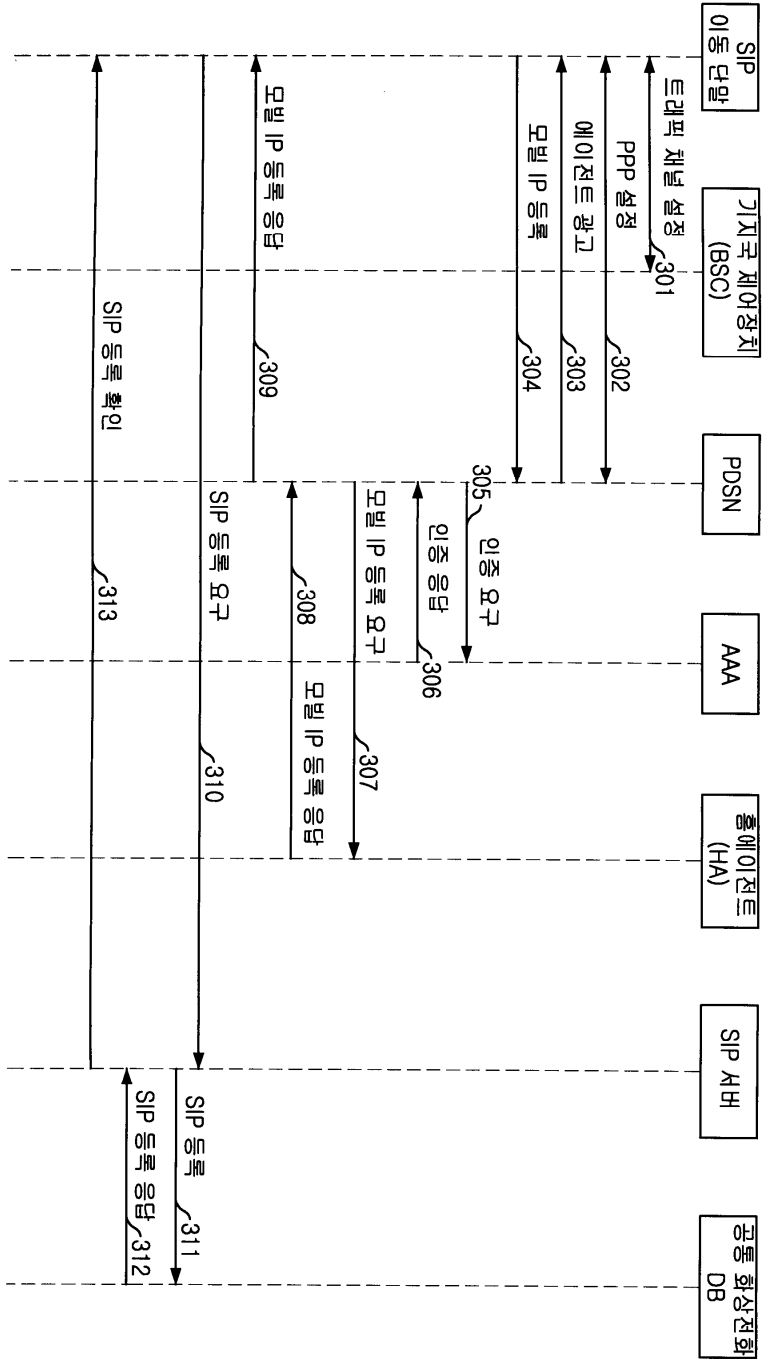 SIP
이동 단말
기지국 제어장치
(BSC)
PDSN
AAA
홈에이전트
(HA)
SIP 서버
공통 화상전화
DB
트래픽 채널 설정
301
PPP 설정
302
에이전트 광고
303
모빌 IP 등록
304
305
인증 요구
인증 응답
306
모빌 IP 등록 요구
307
308
모빌 IP 등록 응답
모빌 IP 등록 응답
309
SIP 등록 요구
310
SIP 등록
311
SIP 등록 응답
312
SIP 등록 확인
313